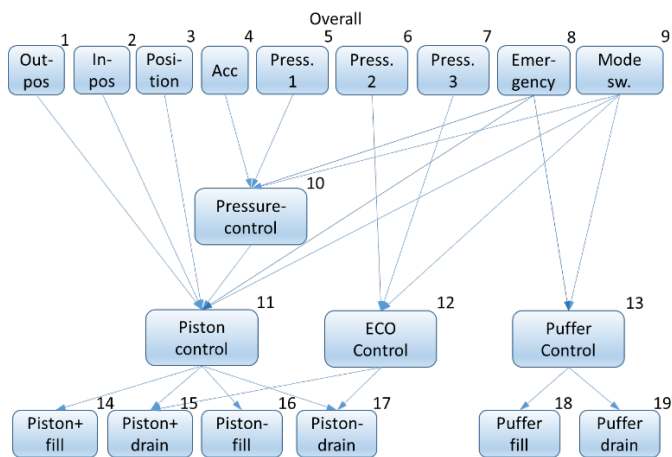 Overall
1
Out-
pos
2
In-
pos
3
Posi-
tion
4
Acc
5
Press.
1
6
Press.
2
7
Press.
3
8
Emer-
gency
9
Mode
sw.
10
Pressure-
control
11
Piston
control
12
ECO
Control
13
Puffer
Control
14
Piston+
fill
15
Piston+
drain
16
Piston-
fill
17
Piston-
drain
18
Puffer
fill
19
Puffer
drain